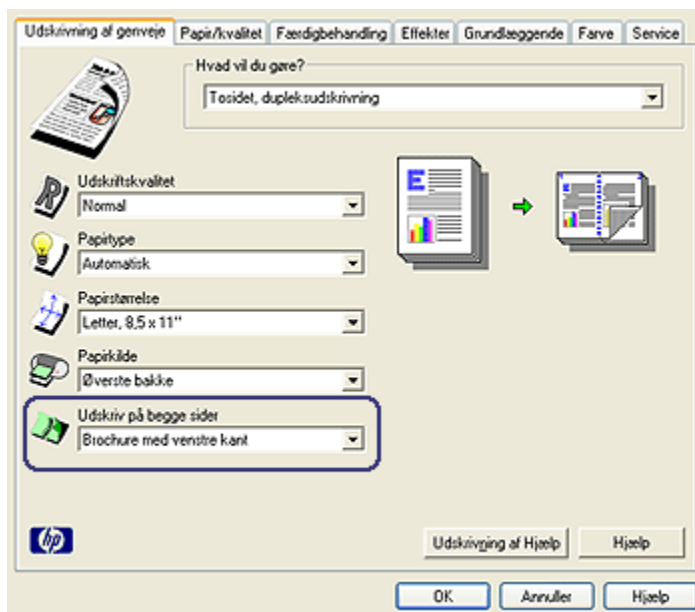 Udskrivning af genveje Papir/kvalitet Færdigbehandling Effekter Grundlæggende Farve Service
Hvad vil du gøre?
Tosidet, dupleksudskrivning
Udskriftskvalitet
Normal
Papirtype
Automatisk
Papirstørrelse
Letter, 8,5 x 11"
Papirkilde
Øverste bakke
Udskriv på begge sider
Brochure med venstre kant
hp
Udskrivning af Hjælp Hjælp
OK Annuller Hjælp